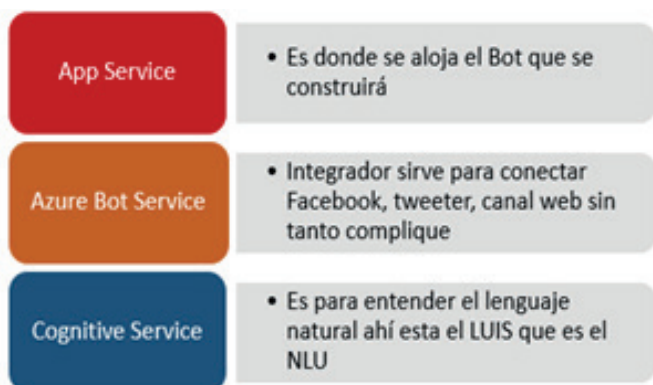 App Service
• Es donde se aloja el Bot que se
construirá
Azure Bot Service
• Integrador sirve para conectar
Facebook, tweeter, canal web sin
tanto complique
Cognitive Service
• Es para entender el lenguaje
natural ahí esta el LUIS que es el
NLU